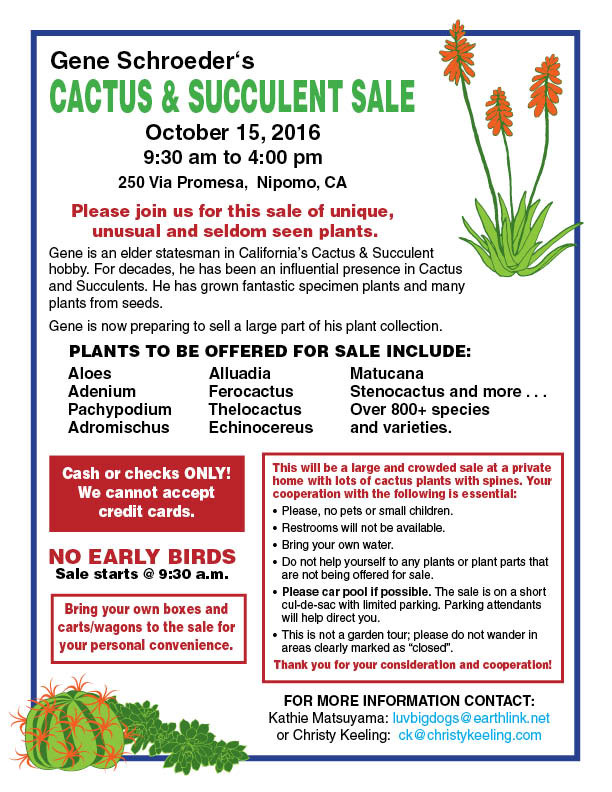 Gene Schroeder‘s
CACTUS & SUCCULENT SALE
October 15, 2016
9:30 am to 4:00 pm
250 Via Promesa, Nipomo, CA
Please join us for this sale of unique,
unusual and seldom seen plants.
Gene is an elder statesman in California’s Cactus & Succulent
hobby. For decades, he has been an influential presence in Cactus
and Succulents. He has grown fantastic specimen plants and many
plants from seeds.
Gene is now preparing to sell a large part of his plant collection.
PLANTS TO BE OFFERED FOR SALE INCLUDE:
Aloes
Adenium
Pachypodium
Adromischus
Alluadia
Ferocactus
Thelocactus
Echinocereus
Matucana
Stenocactus and more . . .
Over 800+ species
and varieties.
Cash or checks ONLY!
We cannot accept
credit cards.
NO EARLY BIRDS
Sale starts @ 9:30 a.m.
Bring your own boxes and
carts/wagons to the sale for
your personal convenience.
This will be a large and crowded sale at a private
home with lots of cactus plants with spines. Your
cooperation with the following is essential:
• Please, no pets or small children.
• Restrooms will not be available.
• Bring your own water.
• Do not help yourself to any plants or plant parts that
are not being offered for sale.
• Please car pool if possible. The sale is on a short
cul-de-sac with limited parking. Parking attendants
will help direct you.
• This is not a garden tour; please do not wander in
areas clearly marked as “closed”.
Thank you for your consideration and cooperation!
FOR MORE INFORMATION CONTACT:
Kathie Matsuyama: luvbigdogs@earthlink.net
or Christy Keeling: ck@christykeeling.com